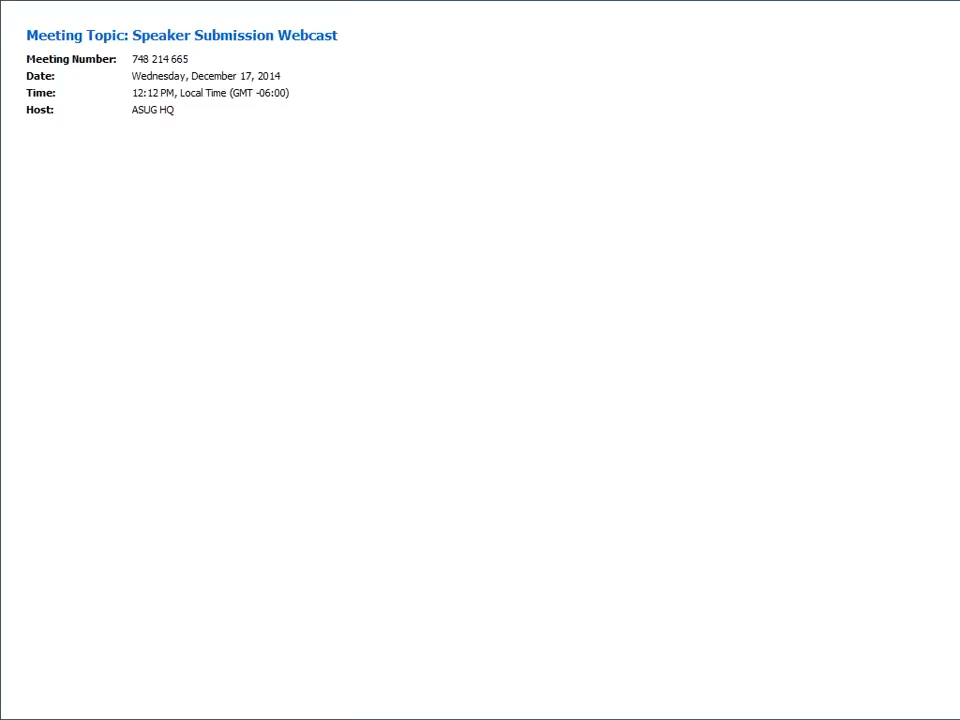 Meeting Topic: Speaker Submission Webcast
Meeting Number: 748 214 665
Date: Wednesday, December 17, 2014
Time: 12:12 PM, Local Time (GMT -06:00)
Host: ASUG HQ